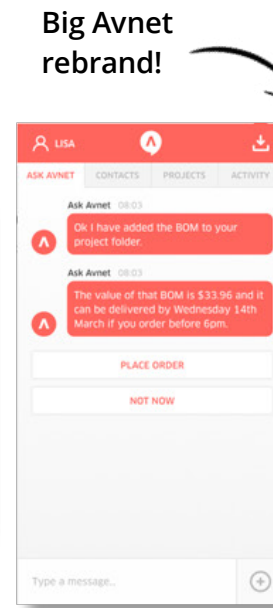 Big Avnet
rebrand!
LISA
ASK AVNET CONTACTS PROJECTS ACTIVITY
Ask Avnet 08:03
Ok I have added the BOM to your
project folder.
Ask Avnet 08:03
The value of that BOM is $33.96 and it
can be delivered by Wednesday 14th
March if you order before 6pm.
PLACE ORDER
NOT NOW
Type a message..